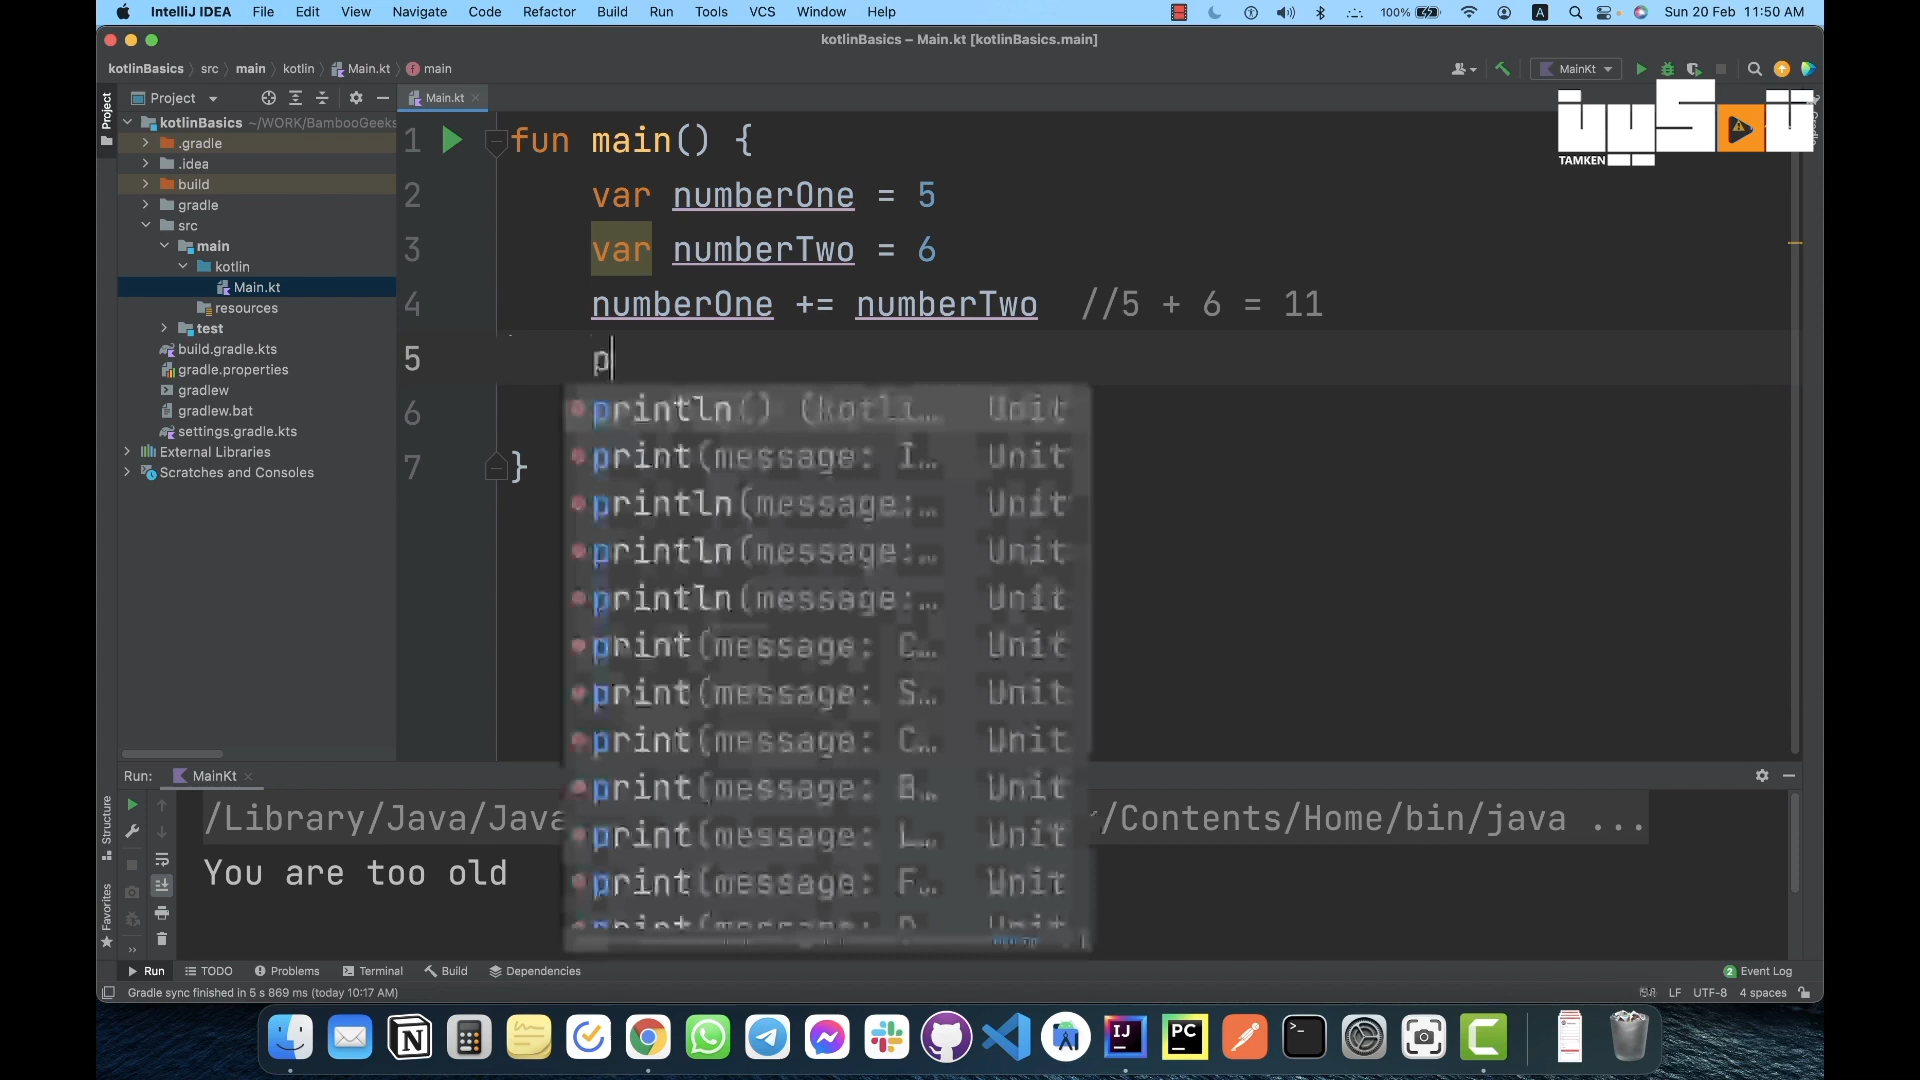 IntelliJ IDEA File Edit View Navigate Code Refactor Build Run Tools VCS Window Help 100% A Sun 20 Feb 11:50 AM
kotlinBasics – Main.kt [kotlinBasics.main]
kotlinBasics src main kotlin Main.kt main MainKt
Project
Project
Main.kt
kotlinBasics ~/WORK/BambooGeeks
.gradle
.idea
build
gradle
src
main
kotlin
Main.kt
resources
test
build.gradle.kts
gradle.properties
gradlew
gradlew.bat
settings.gradle.kts
External Libraries
Scratches and Consoles
TAMKEN
1 fun main() {
2 var numberOne = 5
3 var numberTwo = 6
4 numberOne += numberTwo //5 + 6 = 11
5 p
6
7 }
println() (kotli… Unit
print(message: I… Unit
println(message:… Unit
println(message:… Unit
println(message:… Unit
print(message: C… Unit
print(message: S… Unit
print(message: C… Unit
print(message: B… Unit
print(message: L… Unit
print(message: F… Unit
print(message: D… Unit
Run: MainKt
/Library/Java/Java
/Contents/Home/bin/java ...
You are too old
Structure
Favorites
Run TODO Problems Terminal Build Dependencies 2 Event Log
Gradle sync finished in 5 s 869 ms (today 10:17 AM) LF UTF-8 4 spaces
IJ
PC